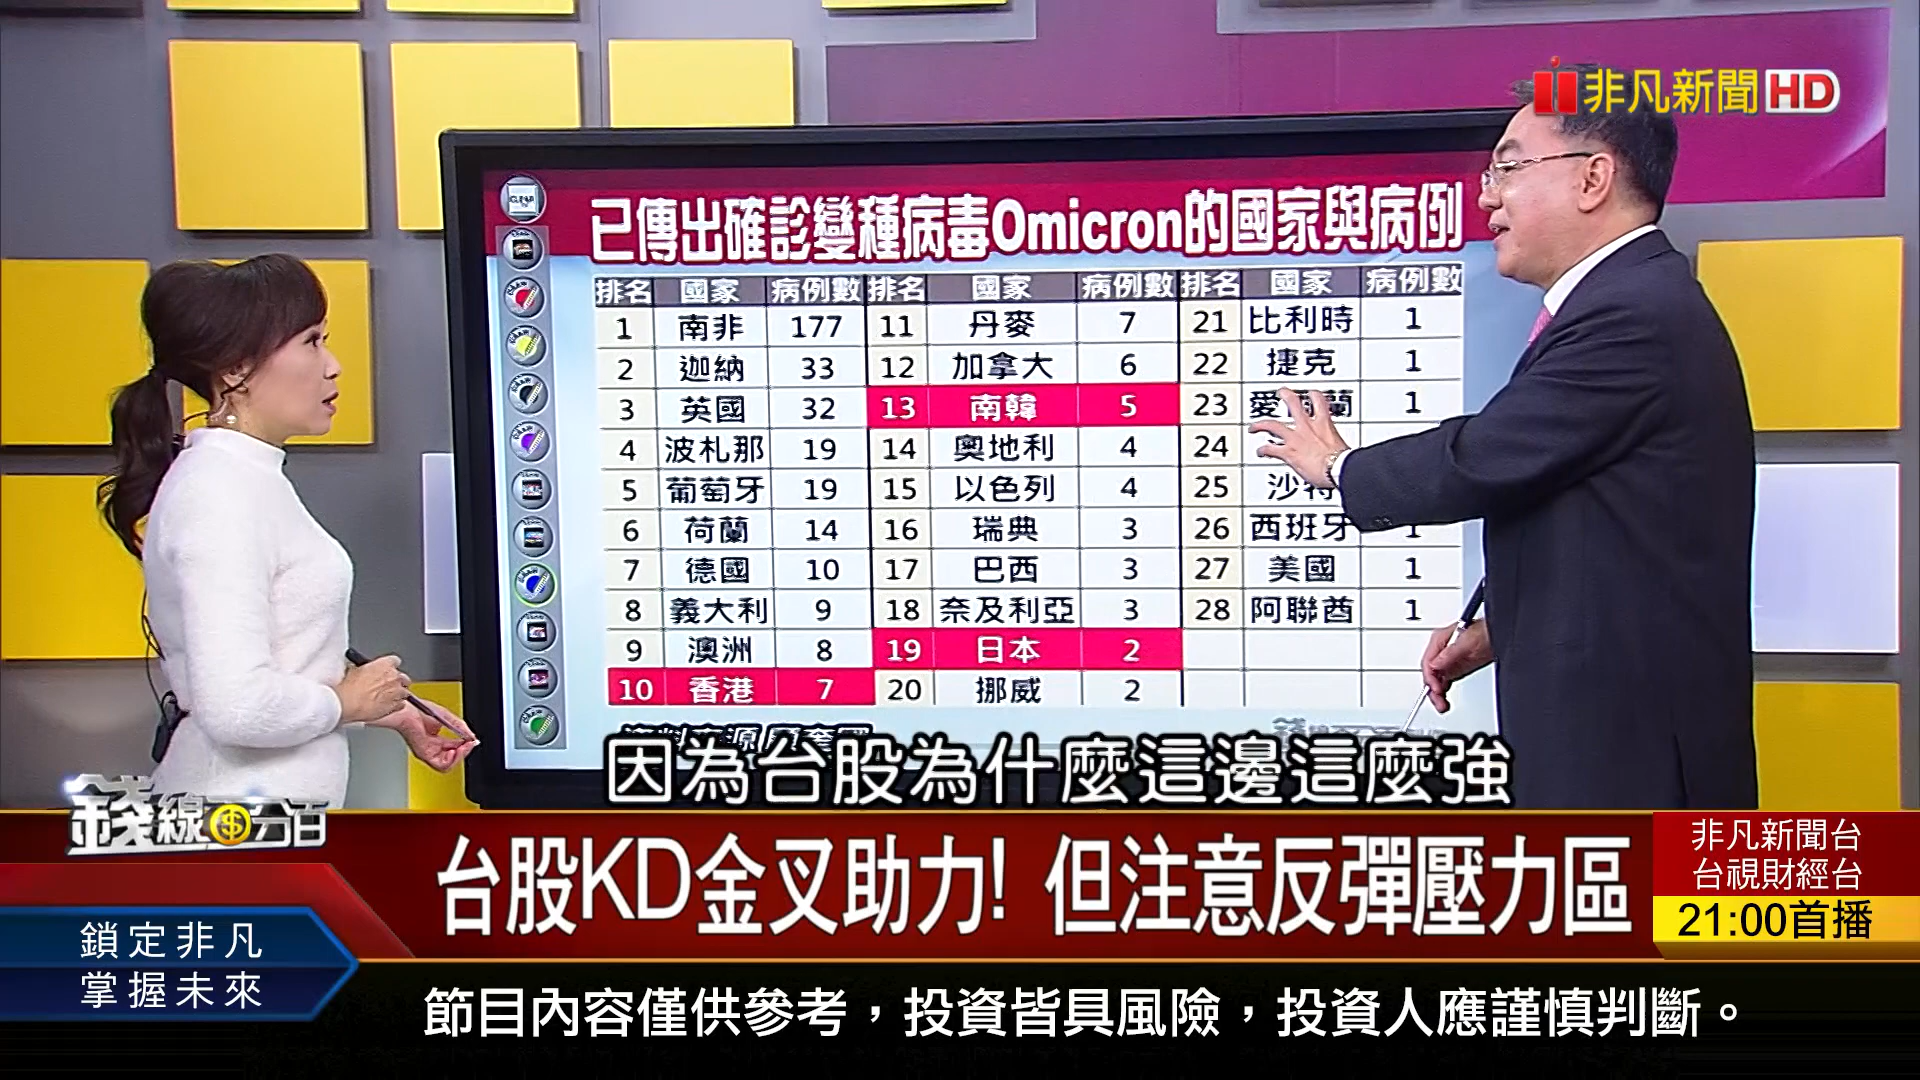 非凡新聞HD
已傳出確診變種病毒Omicron的國家與病例
排名 國家 病例數 排名 國家 病例數 排名 國家 病例數
1 南非 177 11 丹麥 7 21 比利時 1
2 迦納 33 12 加拿大 6 22 捷克 1
3 英國 32 13 南韓 5 23 愛爾蘭 1
4 波札那 19 14 奧地利 4 24
5 葡萄牙 19 15 以色列 4 25 沙特
6 荷蘭 14 16 瑞典 3 26 西班牙 1
7 德國 10 17 巴西 3 27 美國 1
8 義大利 9 18 奈及利亞 3 28 阿聯酋 1
9 澳洲 8 19 日本 2
10 香港 7 20 挪威 2
因為台股為什麼這邊這麼強
錢線百分百
台股KD金叉助力! 但注意反彈壓力區
非凡新聞台
台視財經台
21:00首播
鎖定非凡
掌握未來
節目內容僅供參考，投資皆具風險，投資人應謹慎判斷。